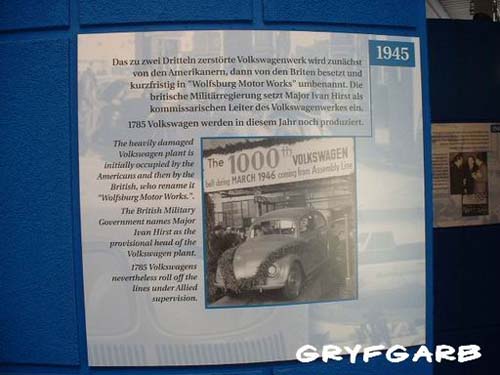 1945
Das zu zwei Dritteln zerstörte Volkswagenwerk wird zunächst
von den Amerikanern, dann von den Briten besetzt und
kurzfristig in "Wolfsburg Motor Works" umbenannt. Die
britische Militärregierung setzt Major Ivan Hirst als
kommissarischen Leiter des Volkswagenwerkes ein.
1785 Volkswagen werden in diesem Jahr noch produziert.
The heavily damaged
Volkswagen plant is
initially occupied by the
Americans and then by the
British, who rename it
"Wolfsburg Motor Works".
The British Military
Government names Major
Ivan Hirst as the
provisional head of the
Volkswagen plant.
1785 Volkswagens
nevertheless roll off the
lines under Allied
supervision.
The 1000th VOLKSWAGEN
built during MARCH 1946 coming from Assembly Line
GRYFGARB